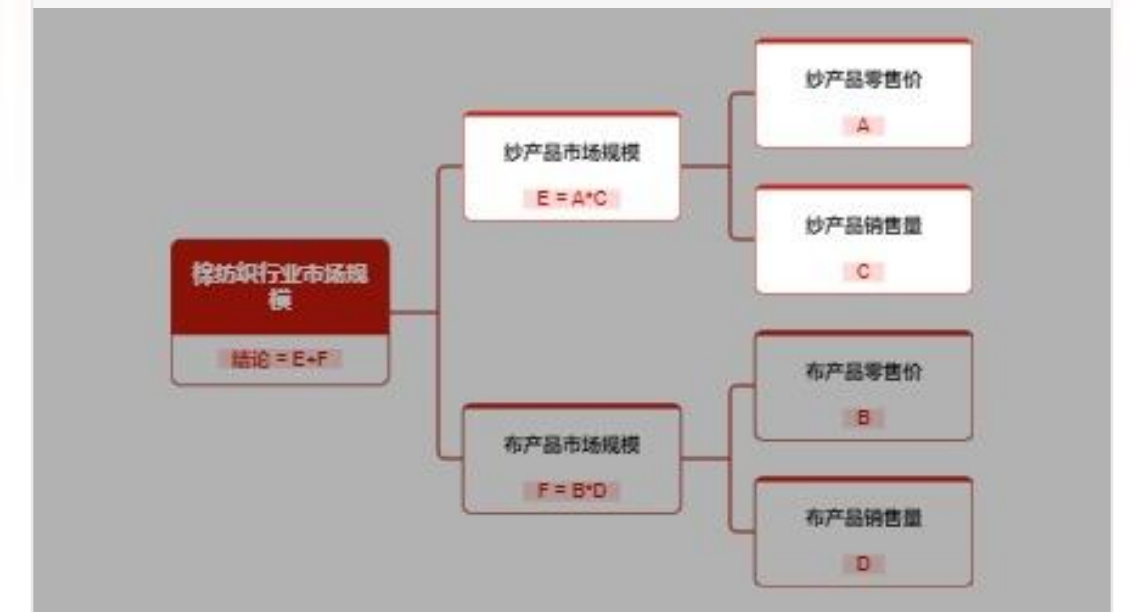 纱产品零售价
A
纱产品市场规模
E = A*C
纱产品销售量
C
棉纺织行业市场规
模
结论 = E+F
布产品零售价
B
布产品市场规模
F = B*D
布产品销售量
D